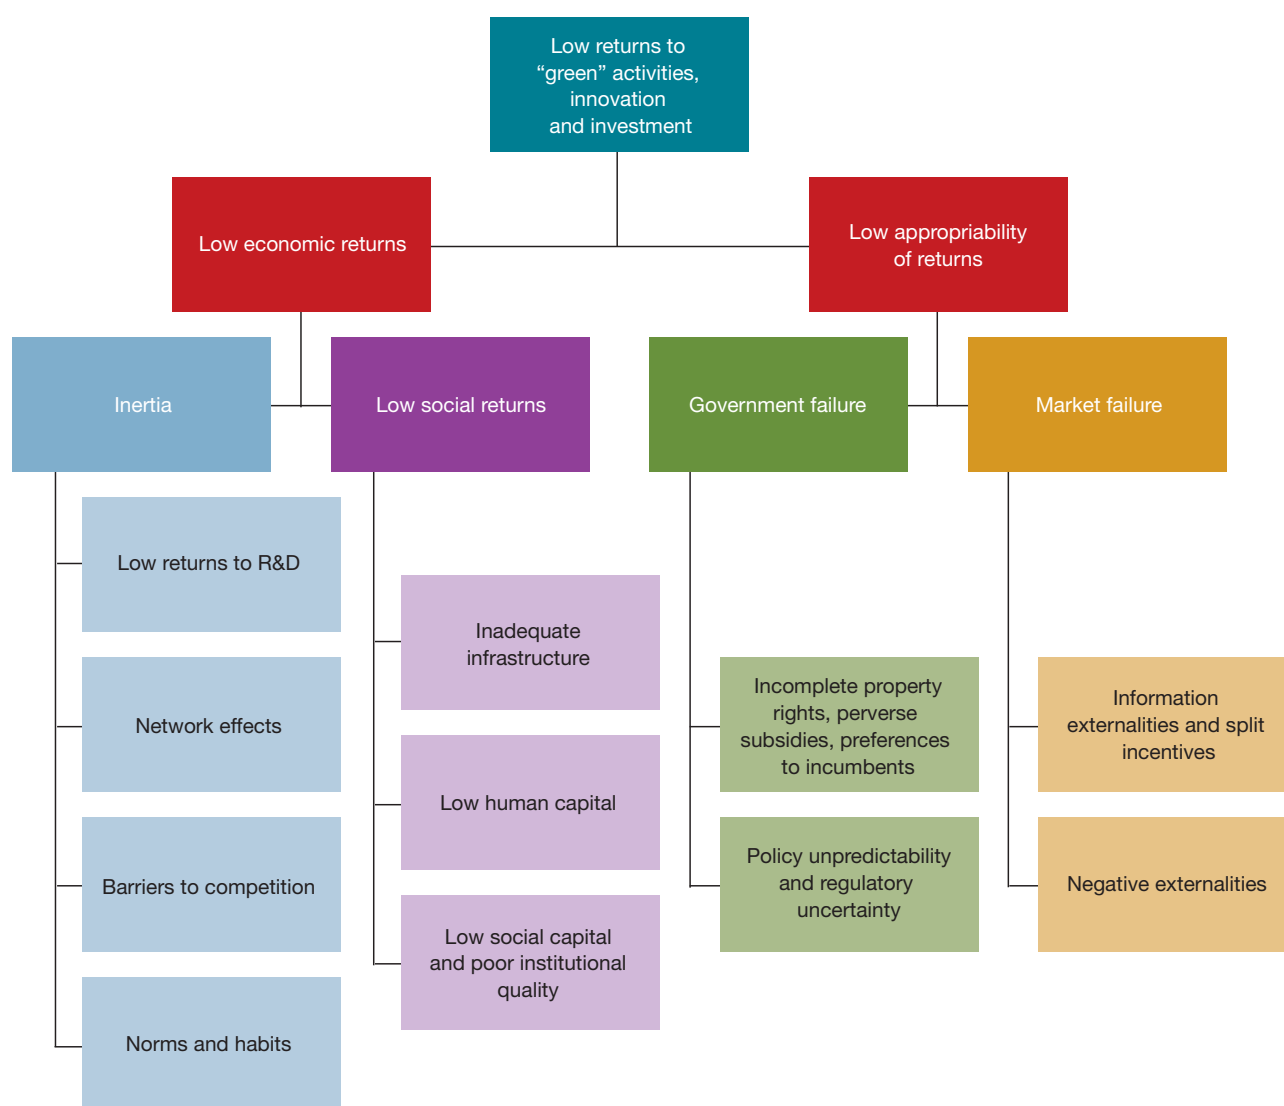 Low returns to
“green” activities,
innovation
and investment
Low economic returns
Low appropriability
of returns
Inertia
Low social returns
Government failure
Market failure
Low returns to R&D
Network effects
Barriers to competition
Norms and habits
Inadequate
infrastructure
Low human capital
Low social capital
and poor institutional
quality
Incomplete property
rights, perverse
subsidies, preferences
to incumbents
Policy unpredictability
and regulatory
uncertainty
Information
externalities and split
incentives
Negative externalities